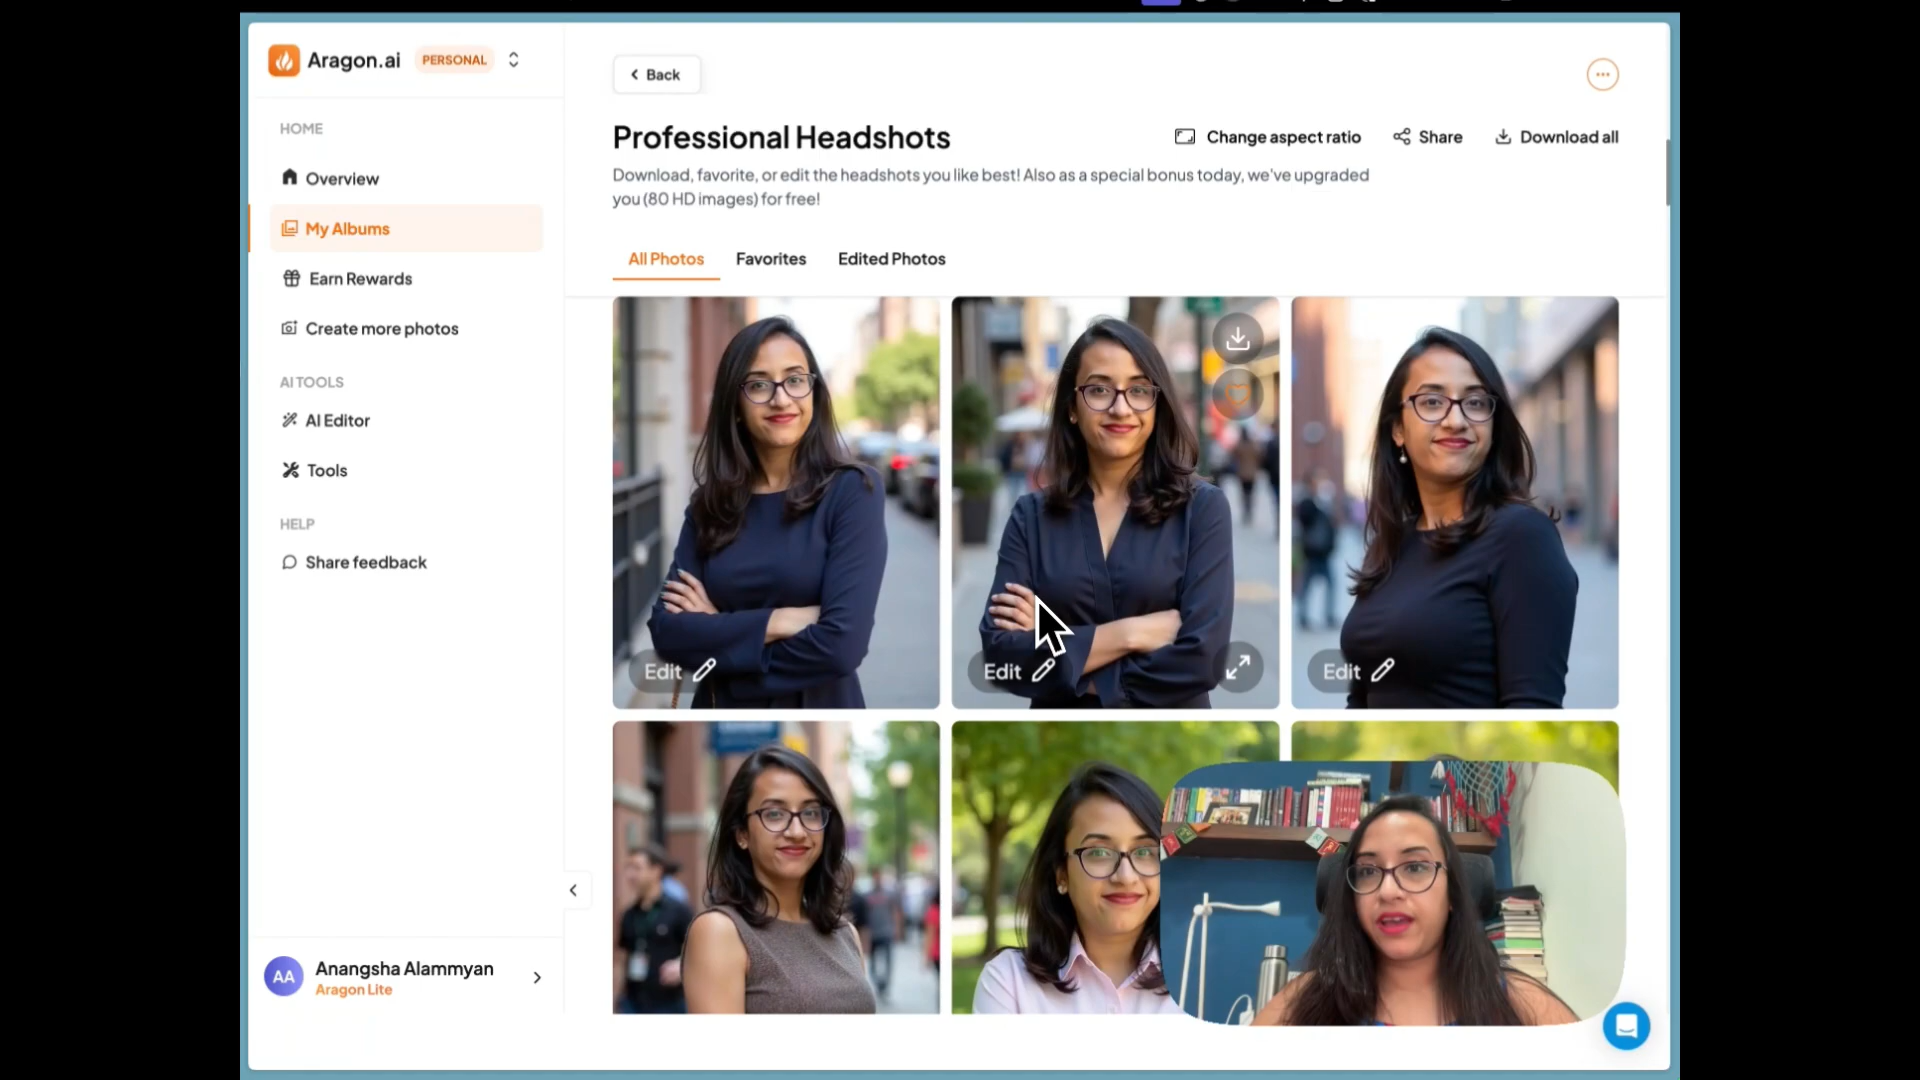 Aragon.ai PERSONAL
HOME
Overview
My Albums
Earn Rewards
Create more photos
AI TOOLS
AI Editor
Tools
HELP
Share feedback
AA Anangsha Alammyan
Aragon Lite
Back
Professional Headshots
Change aspect ratio Share Download all
Download, favorite, or edit the headshots you like best! Also as a special bonus today, we've upgraded
you (80 HD images) for free!
All Photos Favorites Edited Photos
Edit Edit Edit